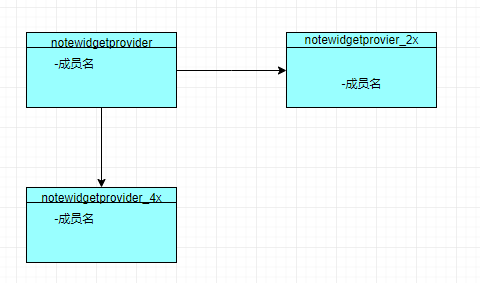 notewidgetprovider
-成员名
notewidgetprovier_2x
-成员名
notewidgetprovider_4x
-成员名